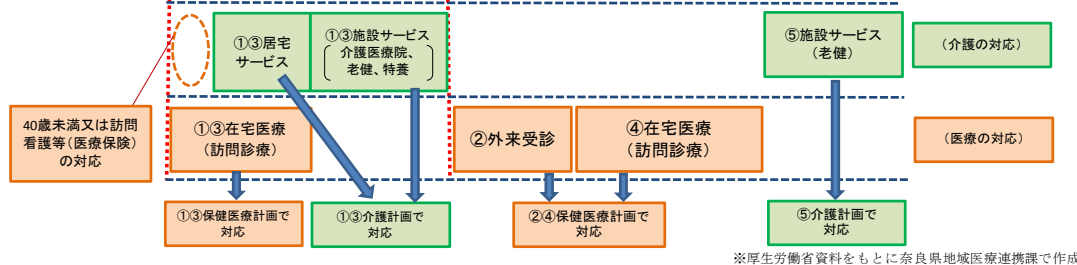 ①③居宅
サービス
①③施設サービス
介護医療院、
老健、特養
⑤施設サービス
（老健）
（介護の対応）
40歳未満又は訪問
看護等（医療保険）
の対応
①③在宅医療
（訪問診療）
②外来受診
④在宅医療
（訪問診療）
（医療の対応）
①③保健医療計画で
対応
①③介護計画で
対応
②④保健医療計画で
対応
⑤介護計画で
対応
※厚生労働省資料をもとに奈良県地域医療連携課で作成